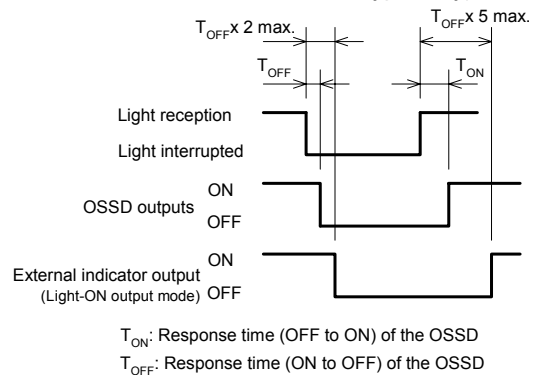 T_OFF x 2 max.
T_OFF x 5 max.
T_OFF
T_ON
Light reception
Light interrupted
OSSD outputs
ON
OFF
External indicator output
(Light-ON output mode)
ON
OFF
T_ON: Response time (OFF to ON) of the OSSD
T_OFF: Response time (ON to OFF) of the OSSD